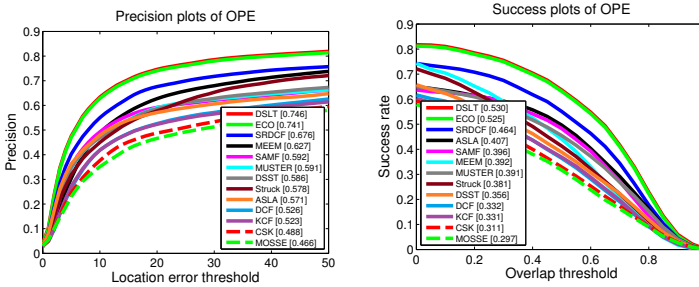 Precision plots of OPE
0.9
0.8
0.7
0.6
0.5
0.4
0.3
0.2
0.1
0
Precision
DSLT [0.746]
ECO [0.741]
SRDCF [0.676]
MEEM [0.627]
SAMF [0.592]
MUSTER [0.591]
DSST [0.586]
Struck [0.578]
ASLA [0.571]
DCF [0.526]
KCF [0.523]
CSK [0.488]
MOSSE [0.466]
0 10 20 30 40 50
Location error threshold
Success plots of OPE
0.9
0.8
0.7
0.6
0.5
0.4
0.3
0.2
0.1
0
Success rate
DSLT [0.530]
ECO [0.525]
SRDCF [0.464]
ASLA [0.407]
SAMF [0.396]
MEEM [0.392]
MUSTER [0.391]
Struck [0.381]
DSST [0.356]
DCF [0.332]
KCF [0.331]
CSK [0.311]
MOSSE [0.297]
0 0.2 0.4 0.6 0.8
Overlap threshold